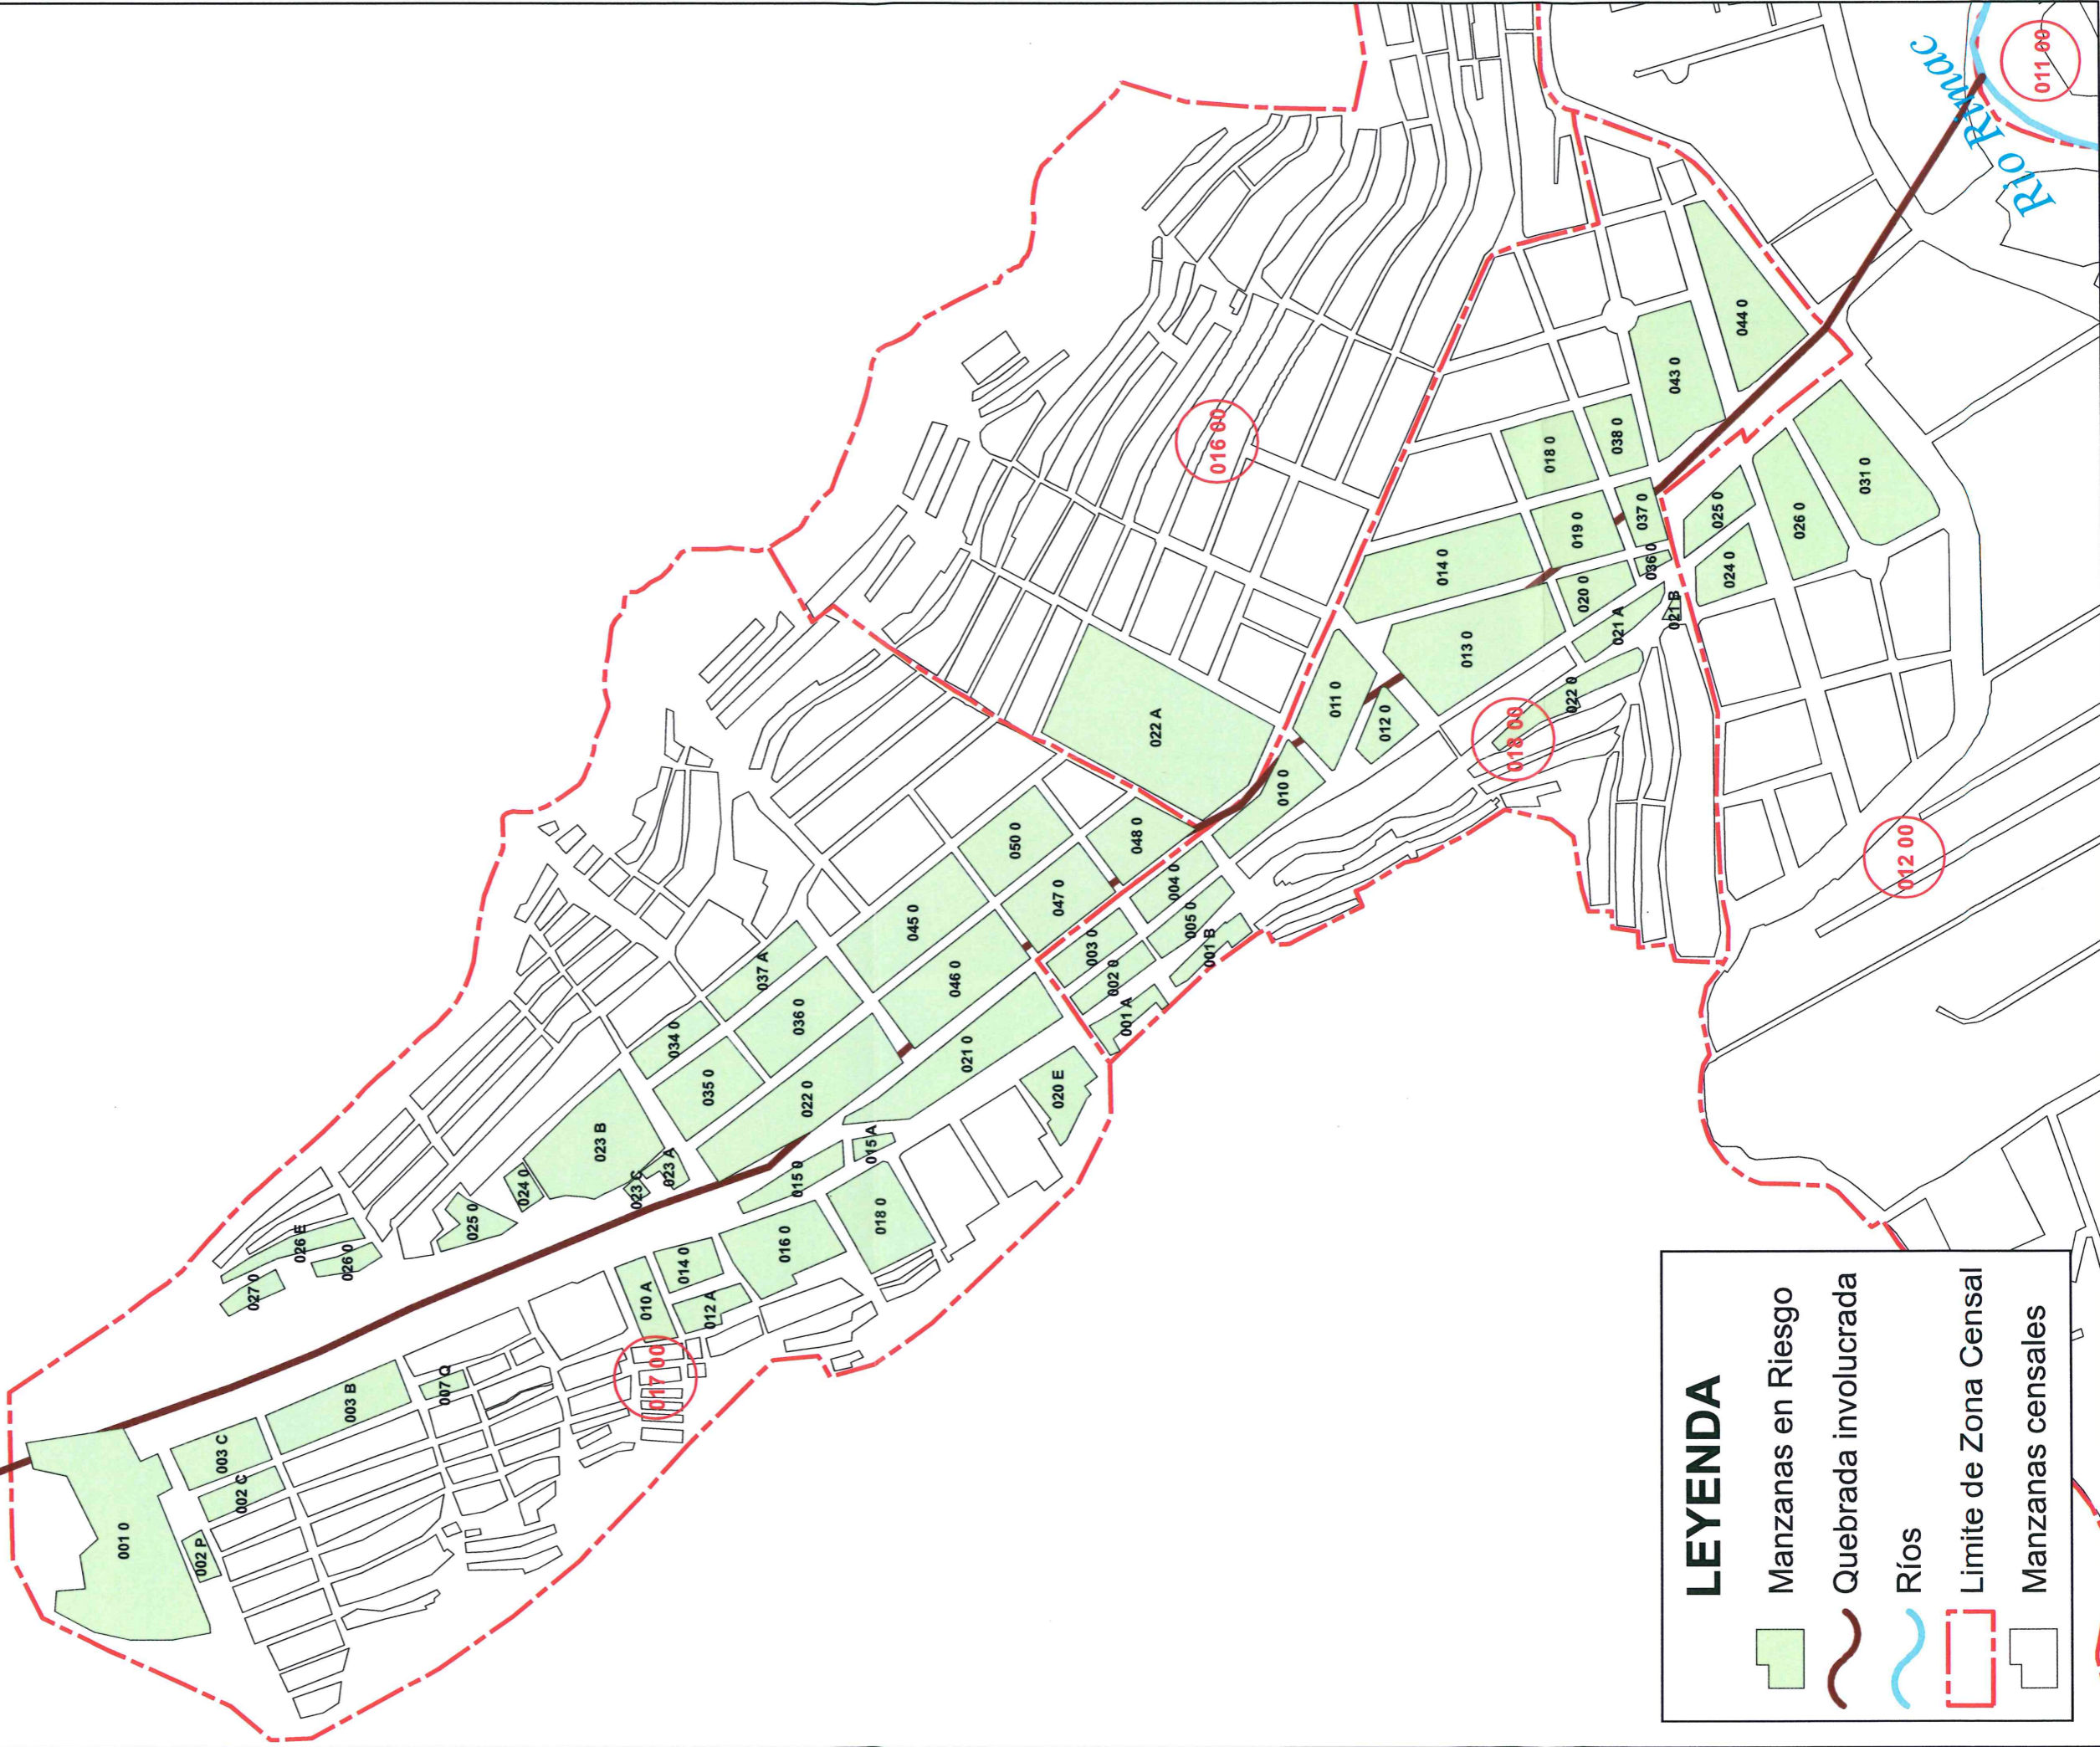 001 0
002 P
002 C
003 C
003 B
007 Q
027 0
026 E
026 0
025 0
024 0
023 B
023 C
023 A
010 A
014 0
012 A
017 00
016 0
015 0
015 A
018 0
022 0
035 0
034 0
036 0
037 A
045 0
046 0
021 0
020 E
050 0
047 0
048 0
003 0
002 0
001 A
004 0
005 0
001 B
022 A
016 00
010 0
011 0
012 0
013 0
014 0
018 0
019 0
020 0
021 A
021 B
022 0
018 00
036 0
037 0
038 0
043 0
044 0
025 0
024 0
026 0
031 0
012 00
011 00
Río Rimac
LEYENDA
Manzanas en Riesgo
Quebrada involucrada
Ríos
Limite de Zona Censal
Manzanas censales